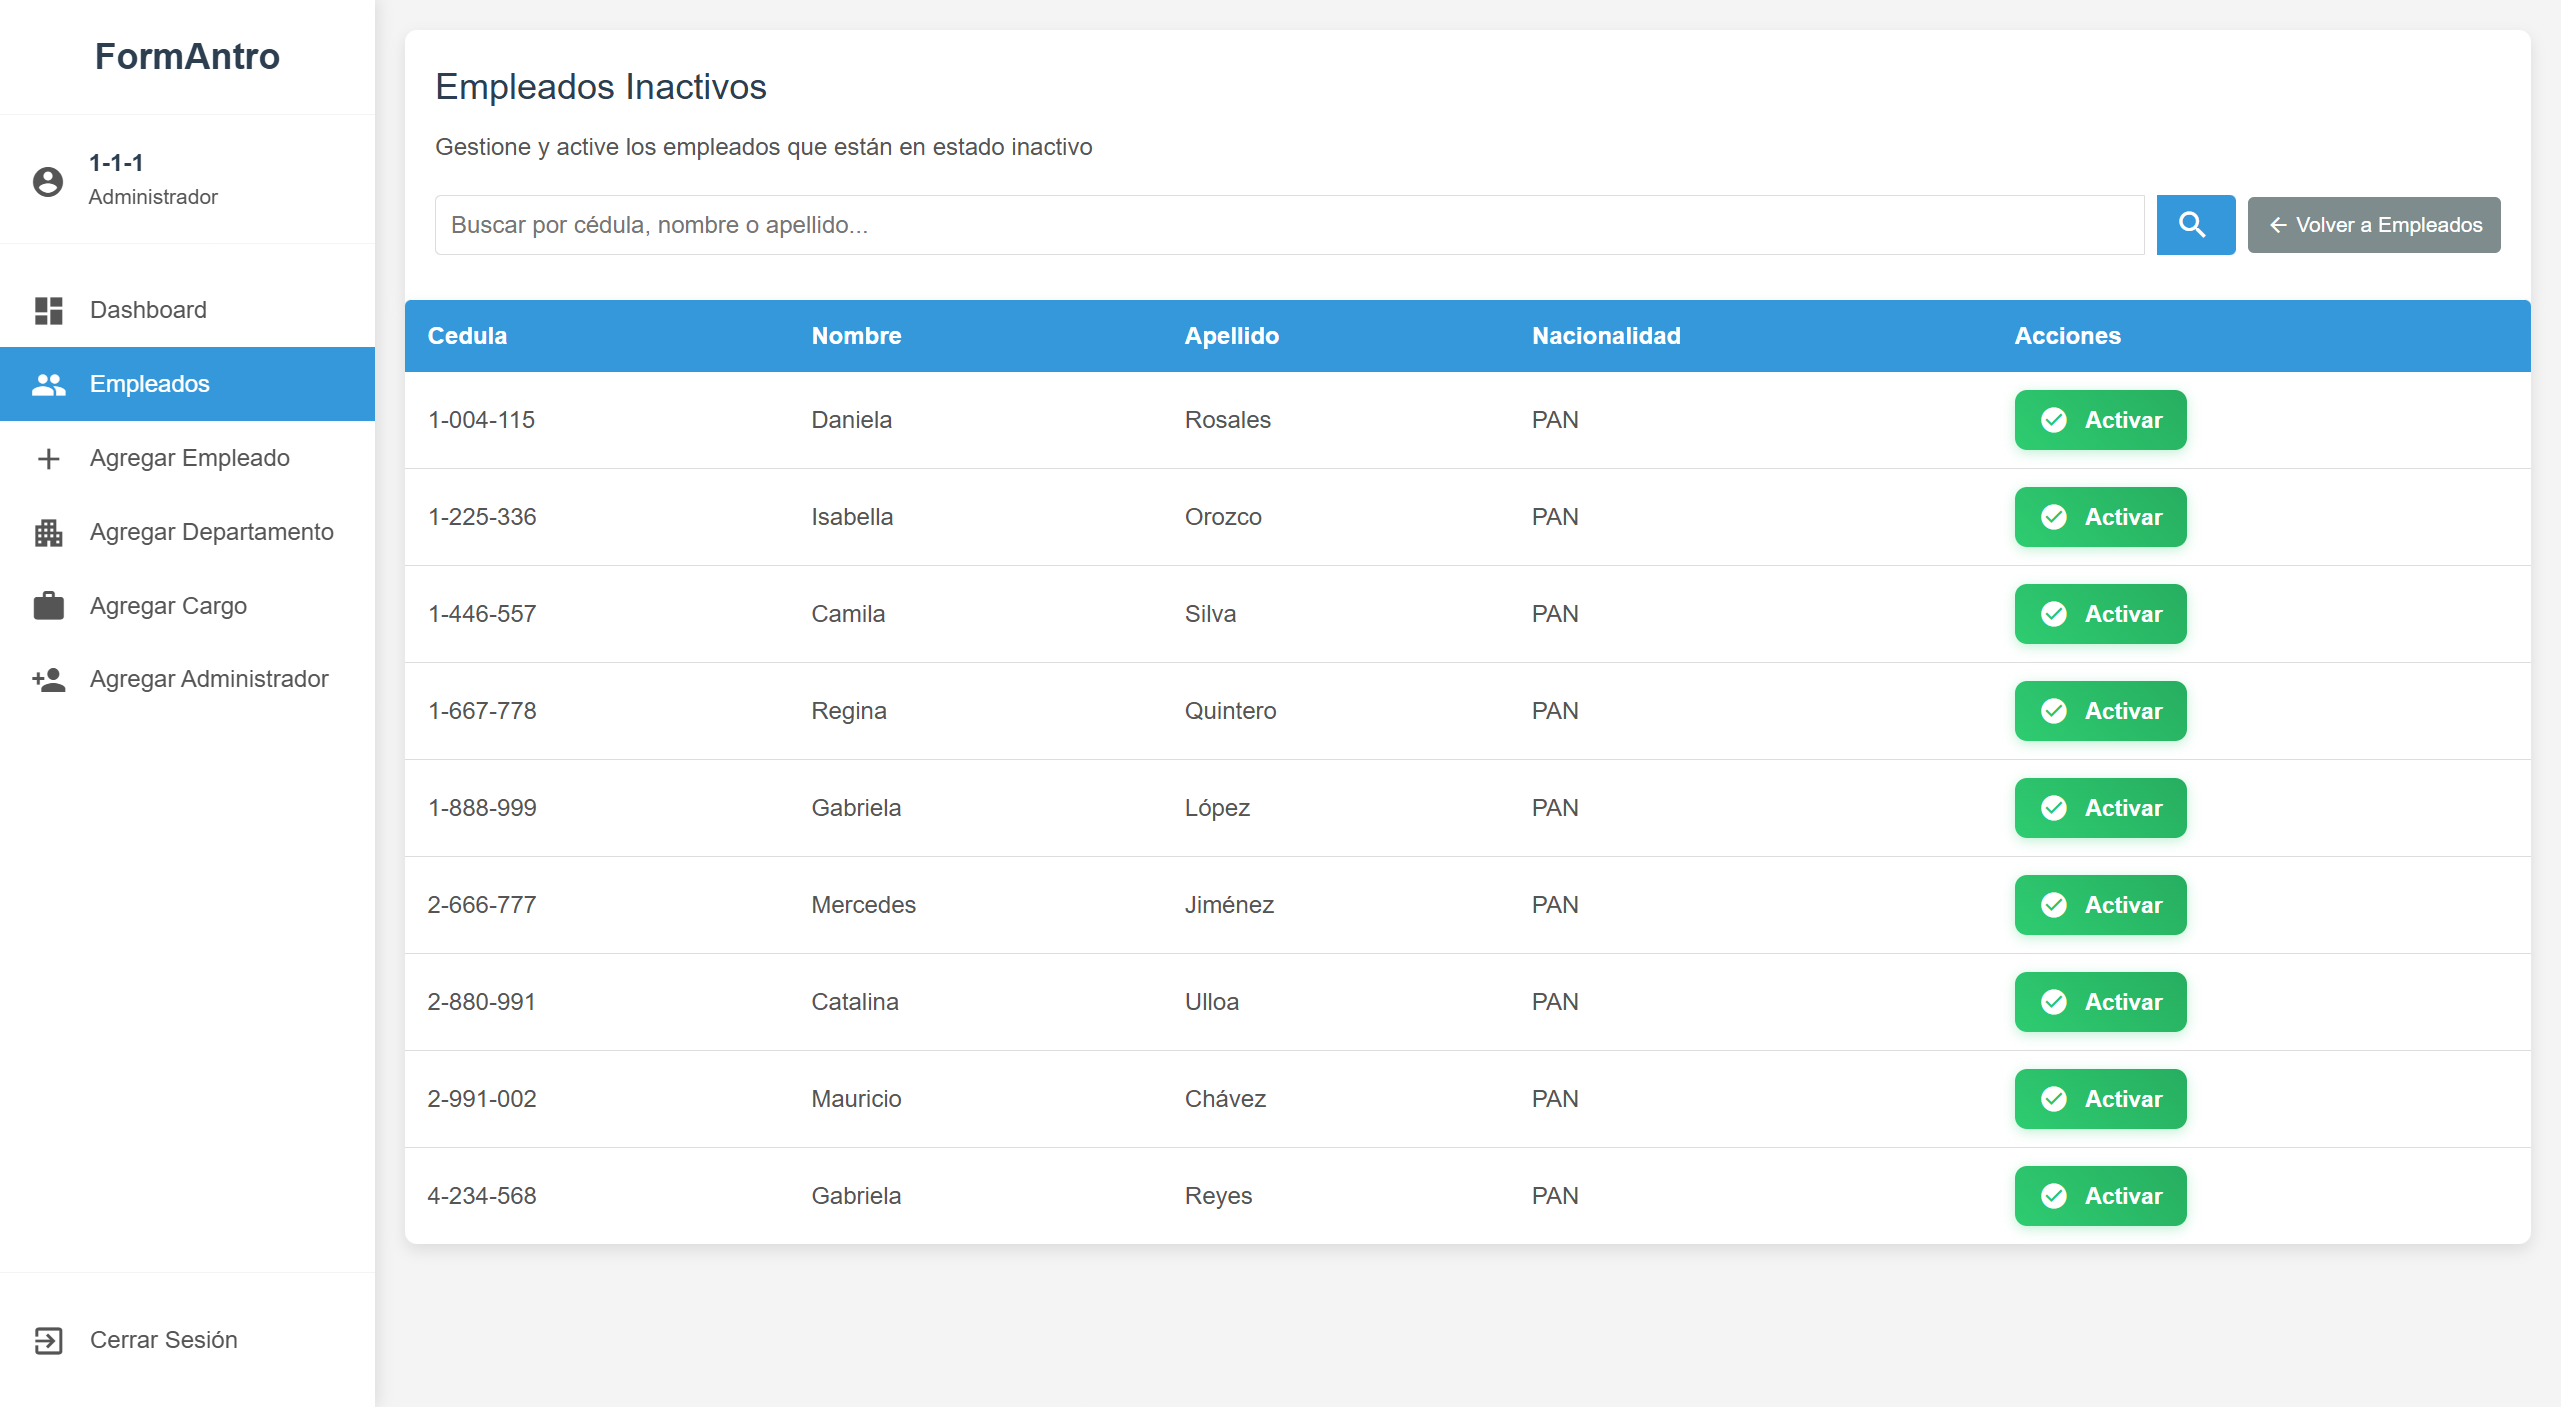 FormAntro
1-1-1
Administrador
Dashboard
Empleados
Agregar Empleado
Agregar Departamento
Agregar Cargo
Agregar Administrador
Cerrar Sesión
Empleados Inactivos
Gestione y active los empleados que están en estado inactivo
Buscar por cédula, nombre o apellido...
Volver a Empleados
Cedula Nombre Apellido Nacionalidad Acciones
1-004-115 Daniela Rosales PAN Activar
1-225-336 Isabella Orozco PAN Activar
1-446-557 Camila Silva PAN Activar
1-667-778 Regina Quintero PAN Activar
1-888-999 Gabriela López PAN Activar
2-666-777 Mercedes Jiménez PAN Activar
2-880-991 Catalina Ulloa PAN Activar
2-991-002 Mauricio Chávez PAN Activar
4-234-568 Gabriela Reyes PAN Activar